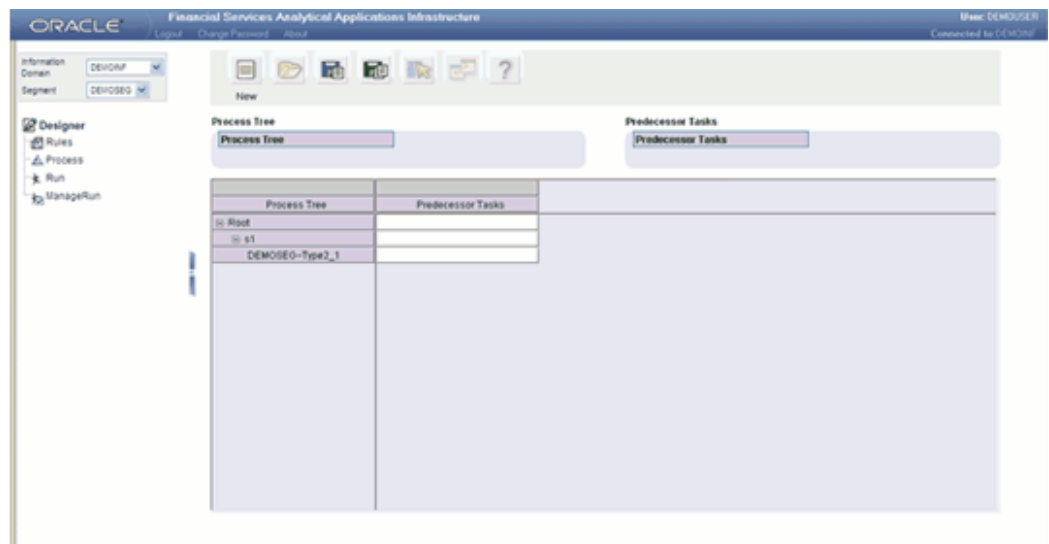 ORACLE
Financial Services Analytical Applications Infrastructure
User: DEMOUSER
Logout Change Password About
Connected to:DEMOINF
Information Domain
DEMOINF
Segment
DEMOSEG
New
?
Designer
Rules
Process
Run
ManageRun
Process Tree
Predecessor Tasks
Process Tree
Predecessor Tasks
Process Tree
Predecessor Tasks
Root
s1
DEMOSEG-Type2_1